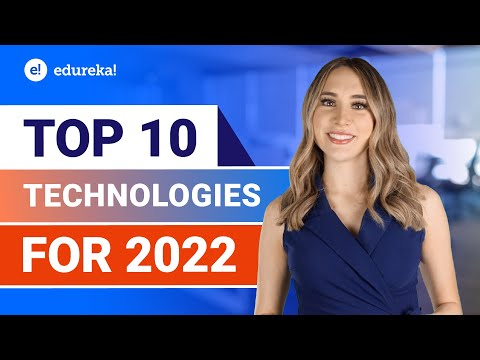 e! edureka!
TOP 10
TECHNOLOGIES
FOR 2022